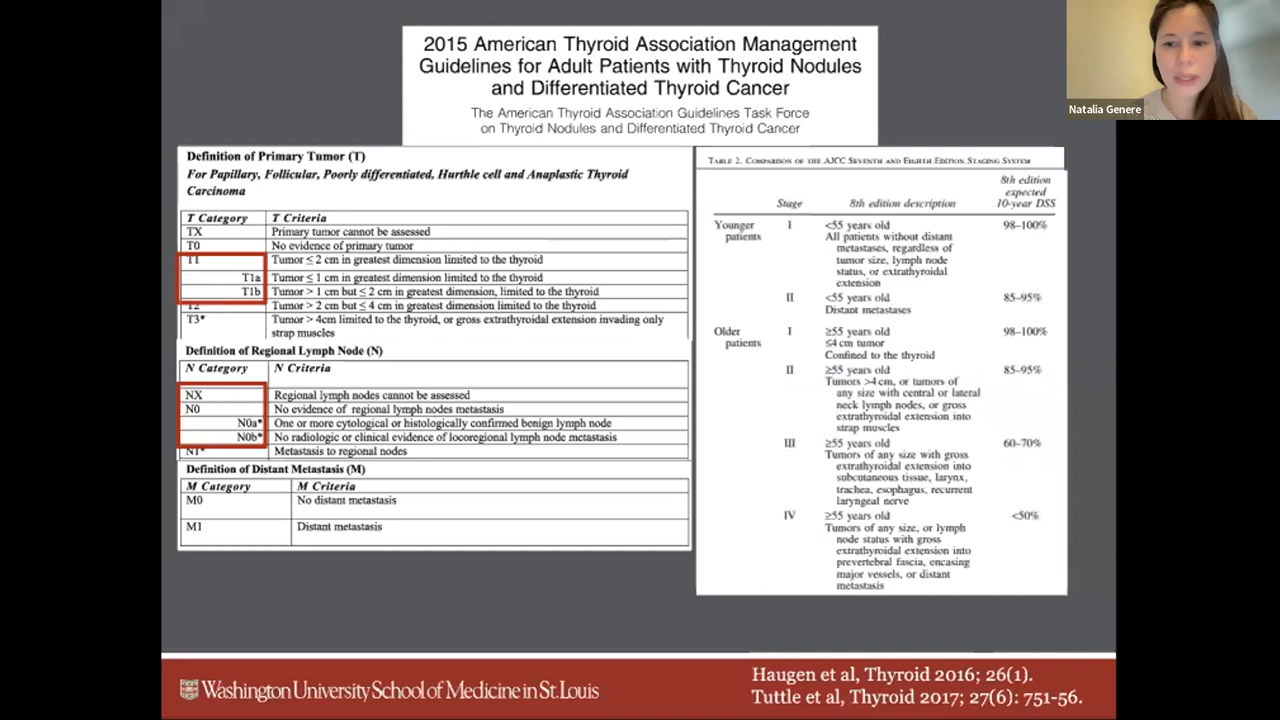 2015 American Thyroid Association Management
Guidelines for Adult Patients with Thyroid Nodules
and Differentiated Thyroid Cancer
The American Thyroid Association Guidelines Task Force
on Thyroid Nodules and Differentiated Thyroid Cancer
Natalia Genere
Definition of Primary Tumor (T)
For Papillary, Follicular, Poorly differentiated, Hurthle cell and Anaplastic Thyroid
Carcinoma
T Category T Criteria
TX Primary tumor cannot be assessed
T0 No evidence of primary tumor
T1 Tumor ≤ 2 cm in greatest dimension limited to the thyroid
T1a Tumor ≤ 1 cm in greatest dimension limited to the thyroid
T1b Tumor > 1 cm but ≤ 2 cm in greatest dimension, limited to the thyroid
T2 Tumor > 2 cm but ≤ 4 cm in greatest dimension limited to the thyroid
T3* Tumor > 4cm limited to the thyroid, or gross extrathyroidal extension invading only
strap muscles
Definition of Regional Lymph Node (N)
N Category N Criteria
NX Regional lymph nodes cannot be assessed
N0 No evidence of regional lymph nodes metastasis
N0a* One or more cytological or histologically confirmed benign lymph node
N0b* No radiologic or clinical evidence of locoregional lymph node metastasis
N1* Metastasis to regional nodes
Definition of Distant Metastasis (M)
M Category M Criteria
M0 No distant metastasis
M1 Distant metastasis
Table 2. Comparison of the AJCC Seventh and Eighth Edition Staging System
8th edition
expected
Stage 8th edition description 10-year DSS
Younger I <55 years old 98–100%
patients All patients without distant
metastases, regardless of
tumor size, lymph node
status, or extrathyroidal
extension
II <55 years old 85–95%
Distant metastases
Older I ≥55 years old 98–100%
patients ≤4 cm tumor
Confined to the thyroid
II ≥55 years old 85–95%
Tumors >4 cm, or tumors of
any size with central or lateral
neck lymph nodes, or gross
extrathyroidal extension into
strap muscles
III ≥55 years old 60–70%
Tumors of any size with gross
extrathyroidal extension into
subcutaneous tissue, larynx,
trachea, esophagus, recurrent
laryngeal nerve
IV ≥55 years old <50%
Tumors of any size, or lymph
node status with gross
extrathyroidal extension into
prevertebral fascia, encasing
major vessels, or distant
metastasis
Washington University School of Medicine in St. Louis
Haugen et al, Thyroid 2016; 26(1).
Tuttle et al, Thyroid 2017; 27(6): 751-56.